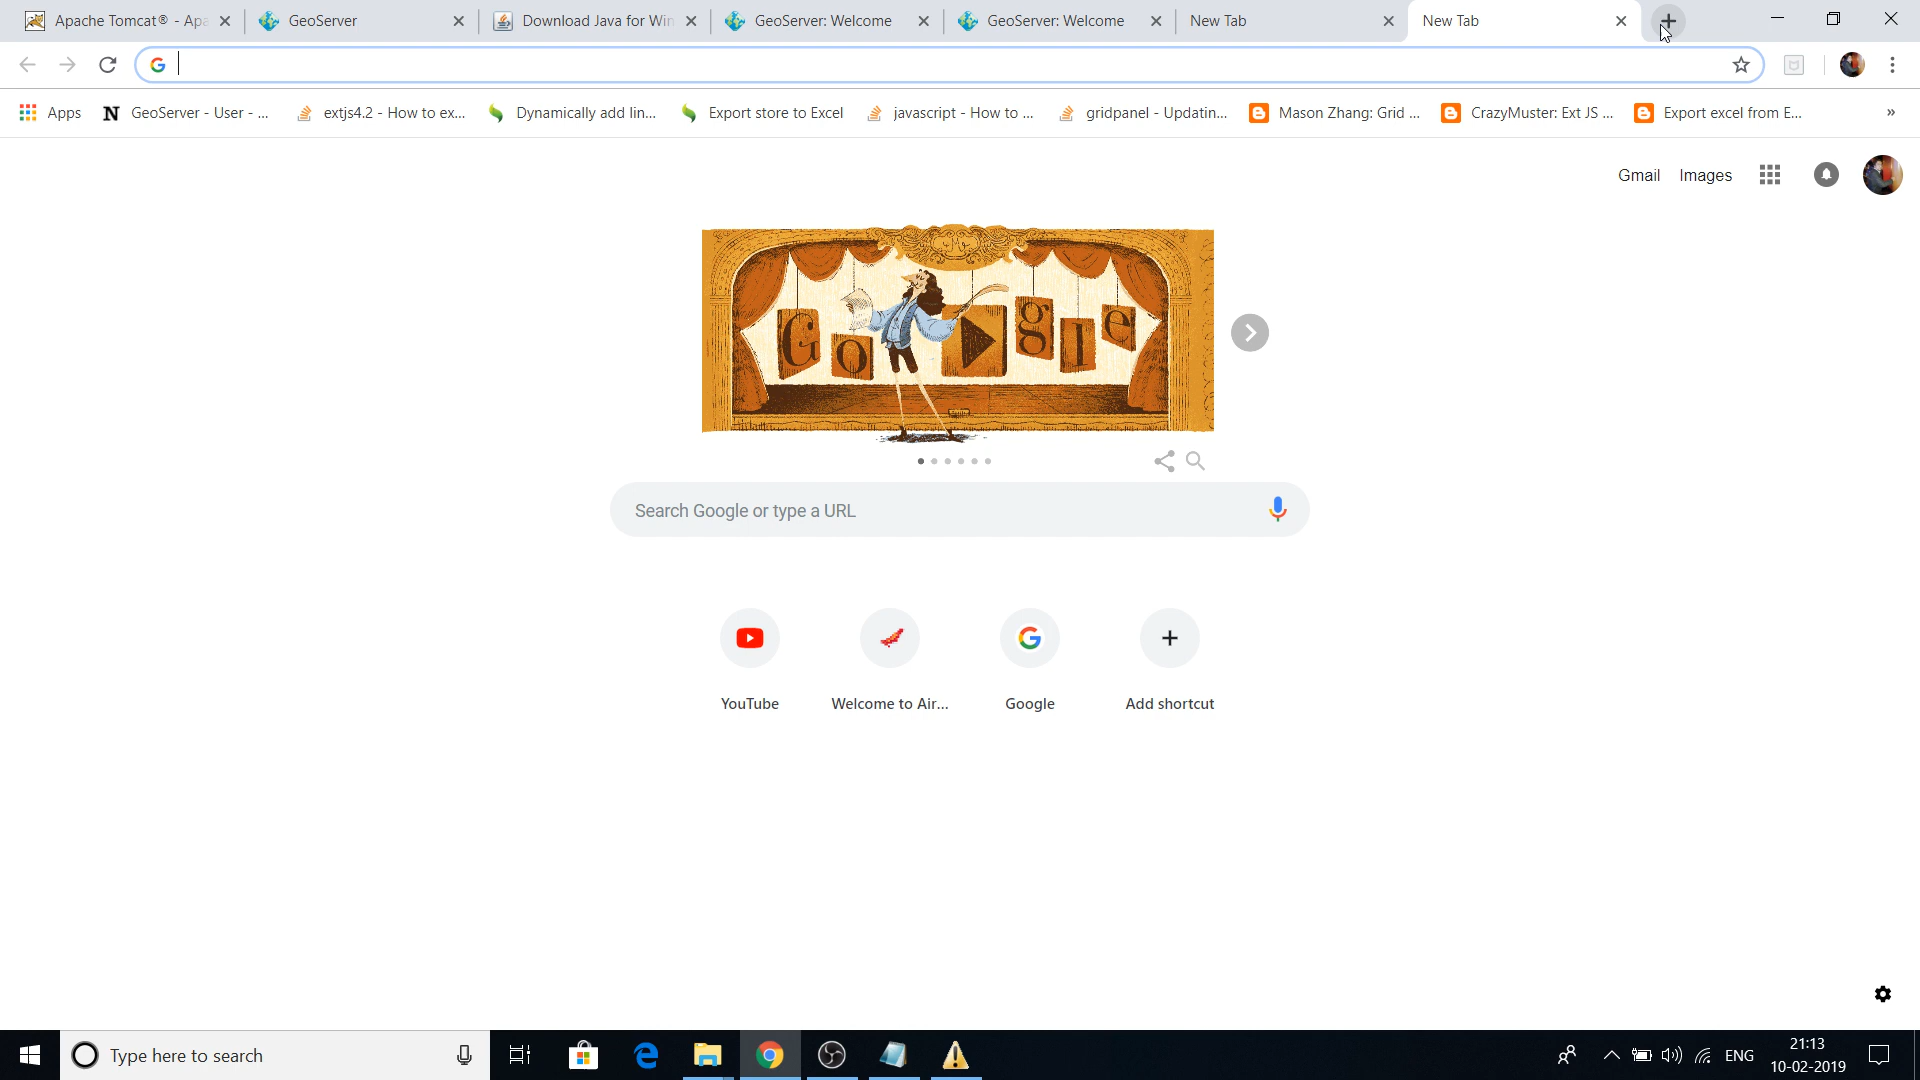 Apache Tomcat® - Apa
GeoServer
Download Java for Win
GeoServer: Welcome
GeoServer: Welcome
New Tab
New Tab
Apps
GeoServer - User - ...
extjs4.2 - How to ex...
Dynamically add lin...
Export store to Excel
javascript - How to ...
gridpanel - Updatin...
Mason Zhang: Grid ...
CrazyMuster: Ext JS ...
Export excel from E...
»
Gmail Images
Go gle
Search Google or type a URL
YouTube
Welcome to Air...
Google
Add shortcut
Type here to search
ENG
21:13
10-02-2019